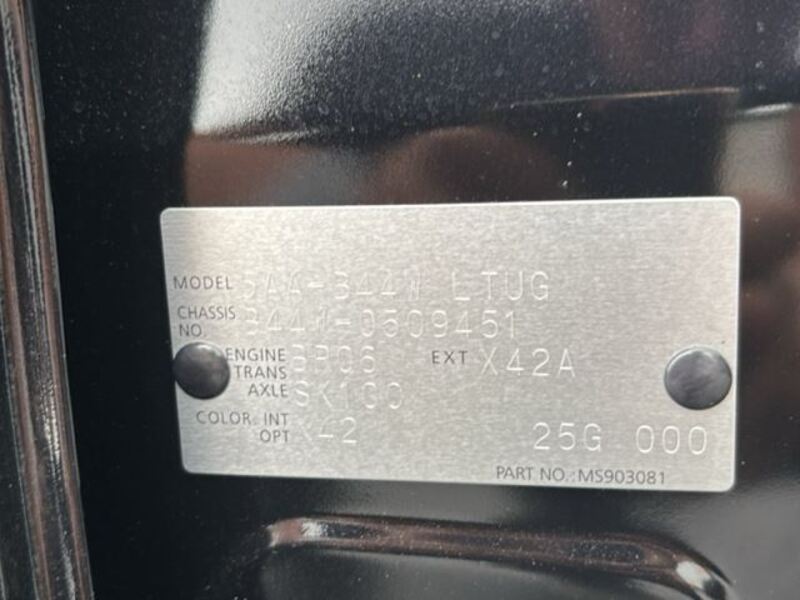 MODEL 5AA-B44W LTUG
CHASSIS NO. B44W-0509451
ENGINE BR06 EXT X42A
TRANS AXLE SK100
COLOR INT
OPT X42 25G 000
PART NO.:MS903081